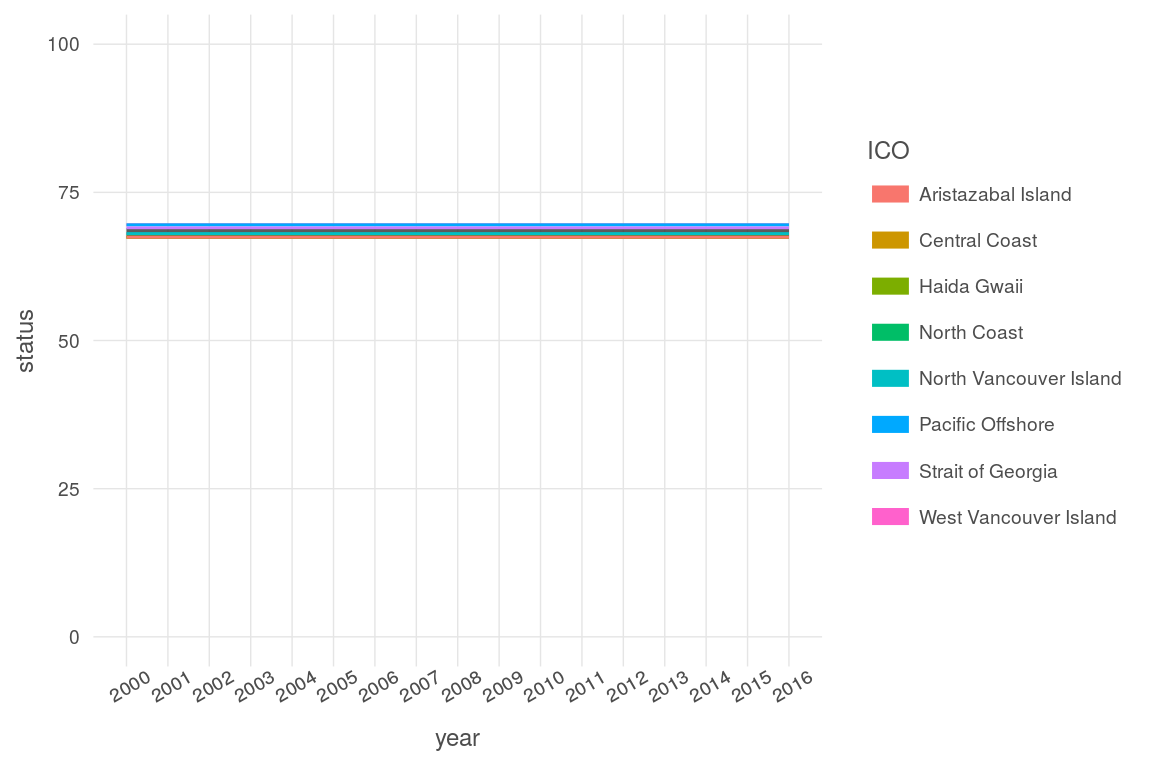 100
75
50
25
0
status
2000 2001 2002 2003 2004 2005 2006 2007 2008 2009 2010 2011 2012 2013 2014 2015 2016
year
ICO
Aristazabal Island
Central Coast
Haida Gwaii
North Coast
North Vancouver Island
Pacific Offshore
Strait of Georgia
West Vancouver Island